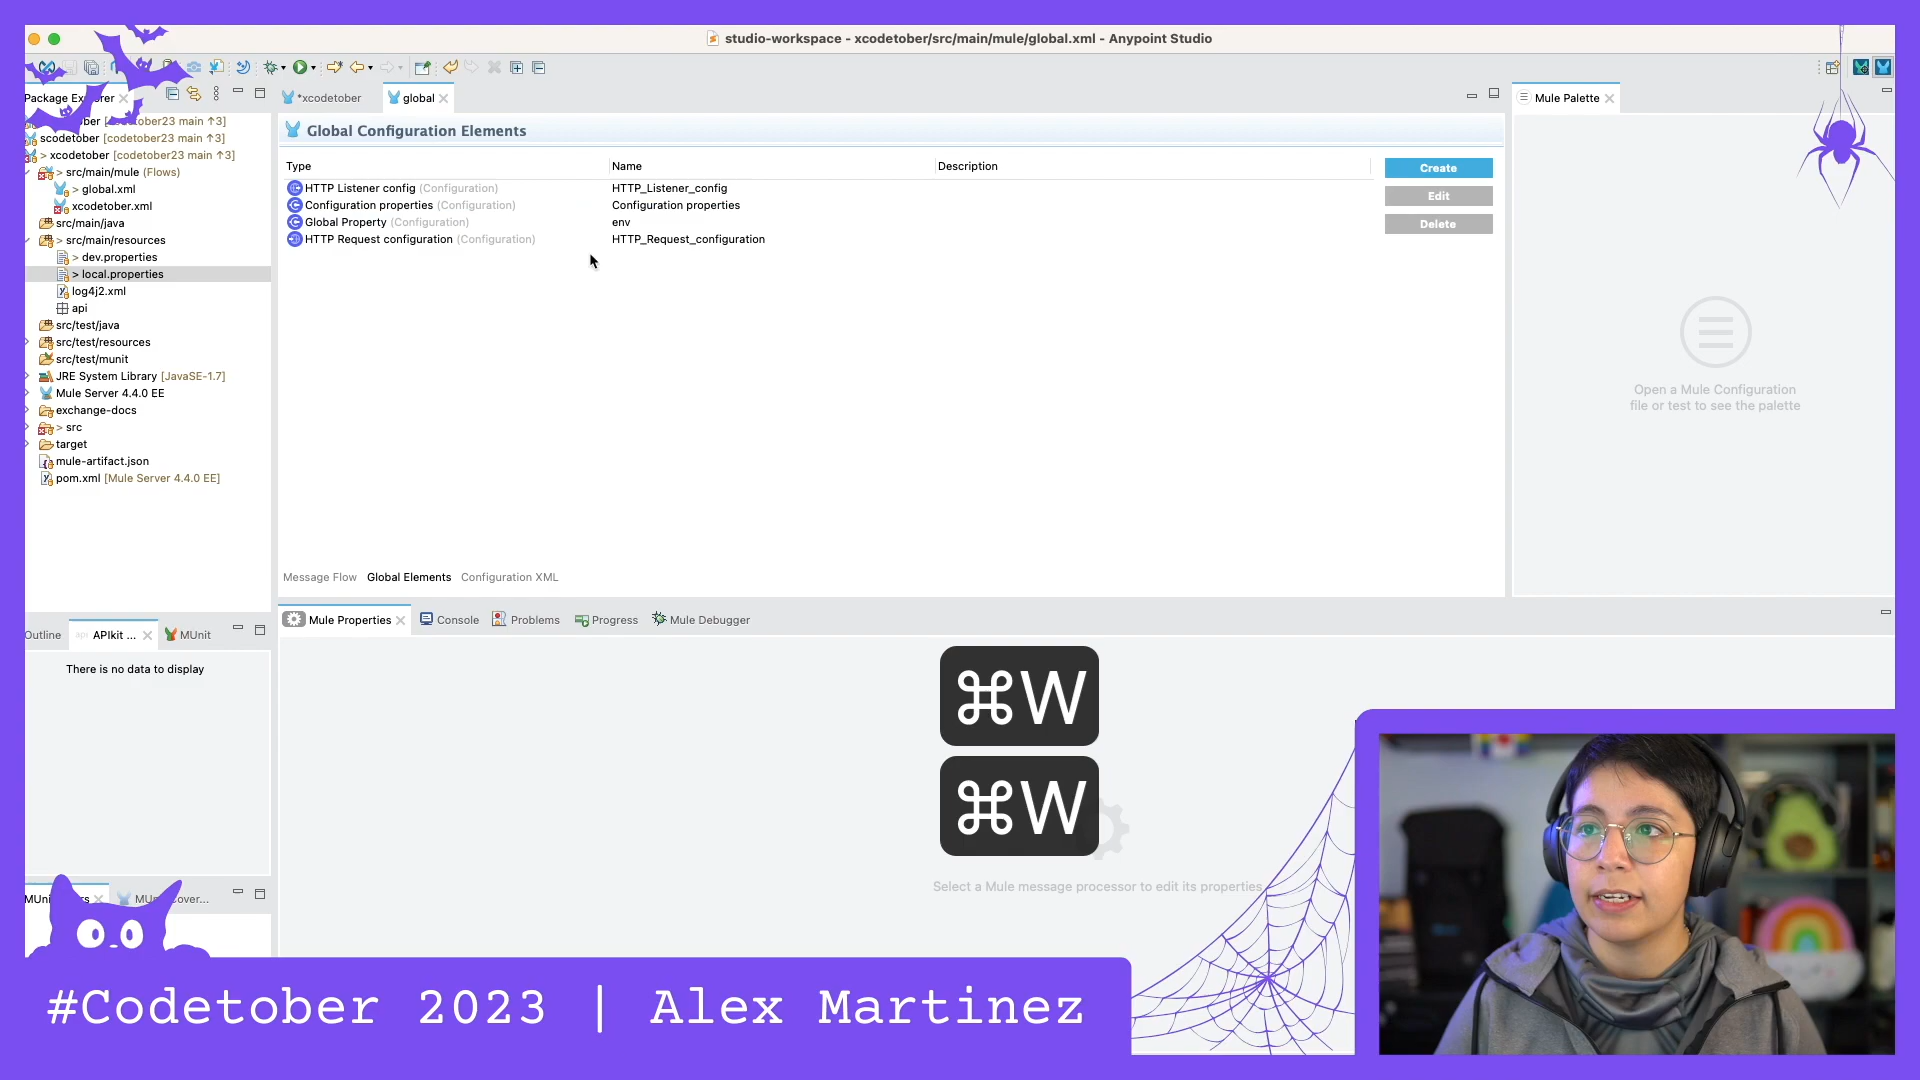 studio-workspace - xcodetober/src/main/mule/global.xml - Anypoint Studio
*xcodetober
global
Mule Palette
scodetober [codetober23 main ↑3]
> xcodetober [codetober23 main ↑3]
> src/main/mule (Flows)
> global.xml
xcodetober.xml
src/main/java
> src/main/resources
> dev.properties
> local.properties
log4j2.xml
api
src/test/java
src/test/resources
src/test/munit
JRE System Library [JavaSE-1.7]
Mule Server 4.4.0 EE
exchange-docs
> src
target
mule-artifact.json
pom.xml [Mule Server 4.4.0 EE]
Global Configuration Elements
Type Name Description
HTTP Listener config (Configuration) HTTP_Listener_config
Configuration properties (Configuration) Configuration properties
Global Property (Configuration) env
HTTP Request configuration (Configuration) HTTP_Request_configuration
Create
Edit
Delete
Open a Mule Configuration
file or test to see the palette
Message Flow Global Elements Configuration XML
Outline APIkit ... MUnit
There is no data to display
Mule Properties Console Problems Progress Mule Debugger
⌘W
⌘W
Select a Mule message processor to edit its properties
#Codetober 2023 | Alex Martinez